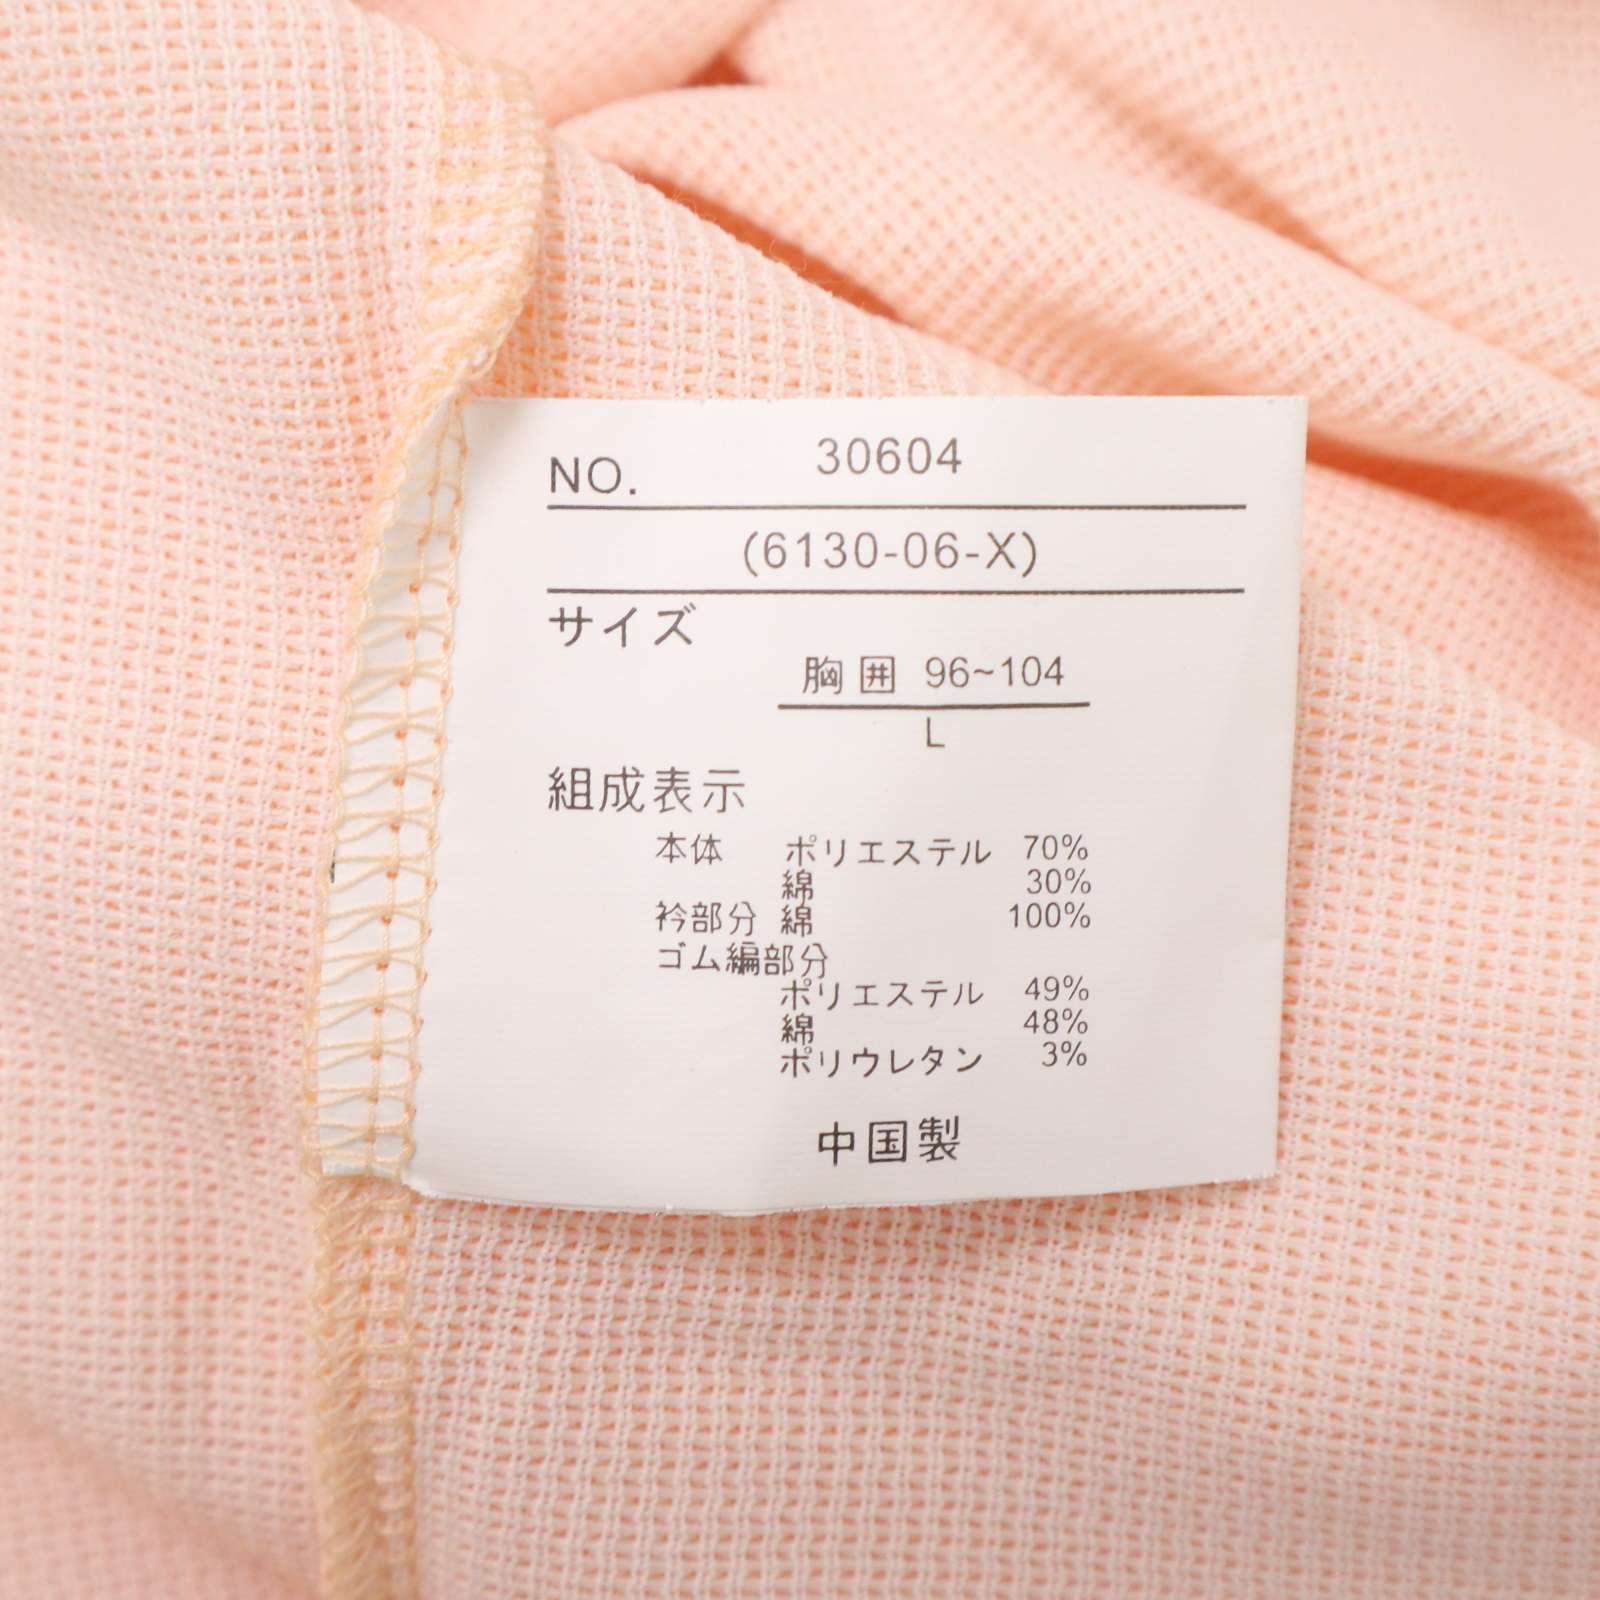 NO. 30604
(6130-06-X)
サイズ
胸囲 96~104
L
組成表示
本体 ポリエステル 70%
綿 30%
衿部分 綿 100%
ゴム編部分
ポリエステル 49%
綿 48%
ポリウレタン 3%
中国製